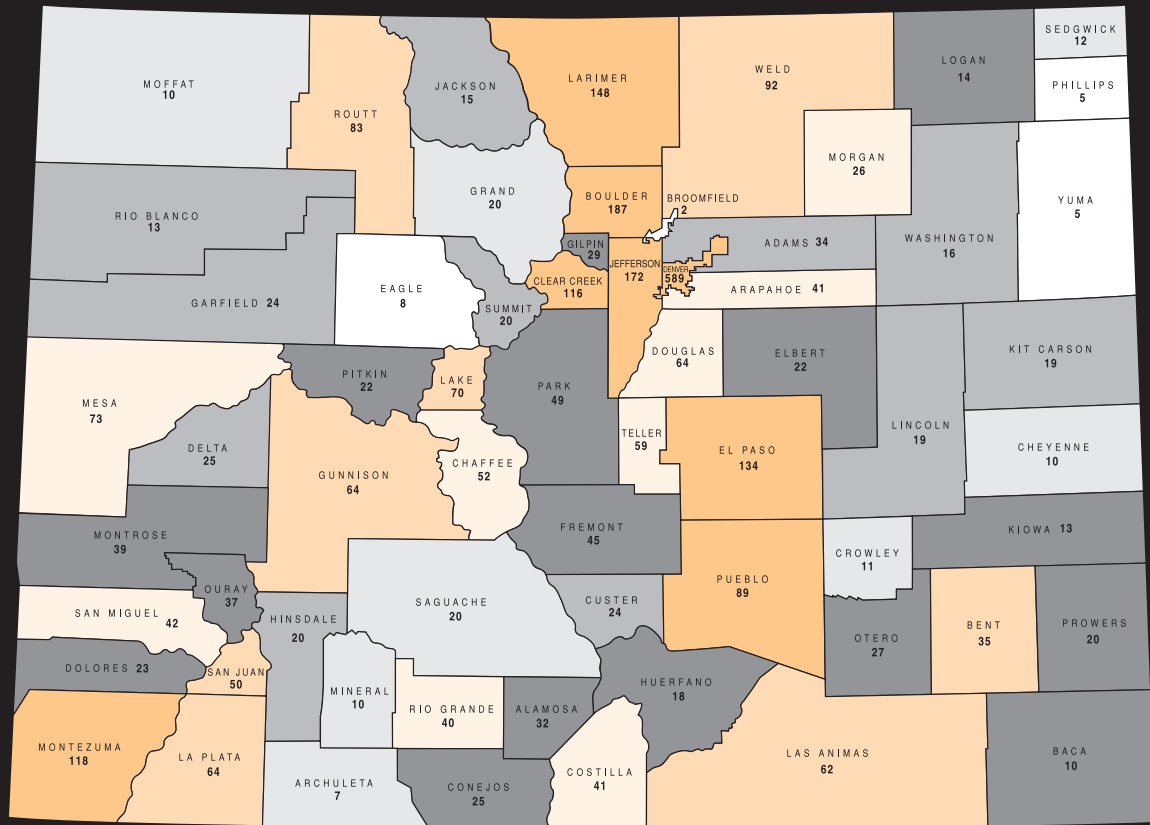 SEDGWICK
12
LOGAN
14
WELD
92
LARIMER
148
MOFFAT
10
JACKSON
15
PHILLIPS
5
ROUTT
83
MORGAN
26
GRAND
20
BOULDER
187
BROOMFIELD
2
YUMA
5
RIO BLANCO
13
GILPIN
29
ADAMS 34
WASHINGTON
16
JEFFERSON
172
DENVER
589
CLEAR CREEK
116
ARAPAHOE 41
EAGLE
8
GARFIELD 24
SUMMIT
20
DOUGLAS
64
ELBERT
22
KIT CARSON
19
PITKIN
22
LAKE
70
PARK
49
MESA
73
TELLER
59
LINCOLN
19
DELTA
25
CHEYENNE
10
EL PASO
134
CHAFFEE
52
GUNNISON
64
FREMONT
45
KIOWA 13
MONTROSE
39
CROWLEY
11
PUEBLO
89
OURAY
37
SAGUACHE
20
CUSTER
24
SAN MIGUEL 42
HINSDALE
20
BENT
35
PROWERS
20
OTERO
27
DOLORES 23
SAN JUAN
50
HUERFANO
18
MINERAL
10
RIO GRANDE
40
ALAMOSA
32
MONTEZUMA
118
LA PLATA
64
LAS ANIMAS
62
BACA
10
COSTILLA
41
ARCHULETA
7
CONEJOS
25